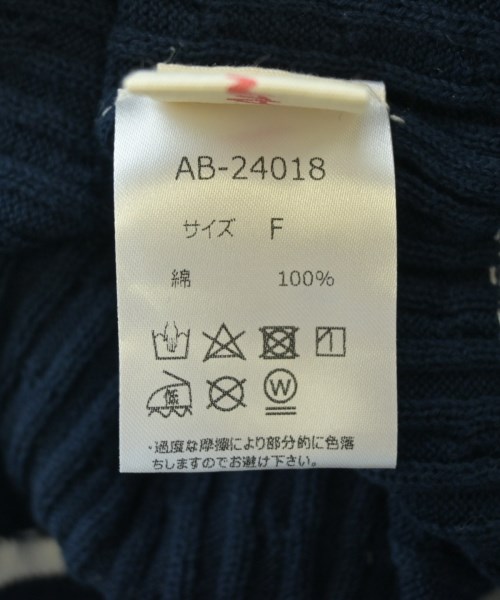 AB-24018
サイズ F
綿 100%
低 W
・過度な摩擦により部分的に色落
ちしますのでお避け下さい。